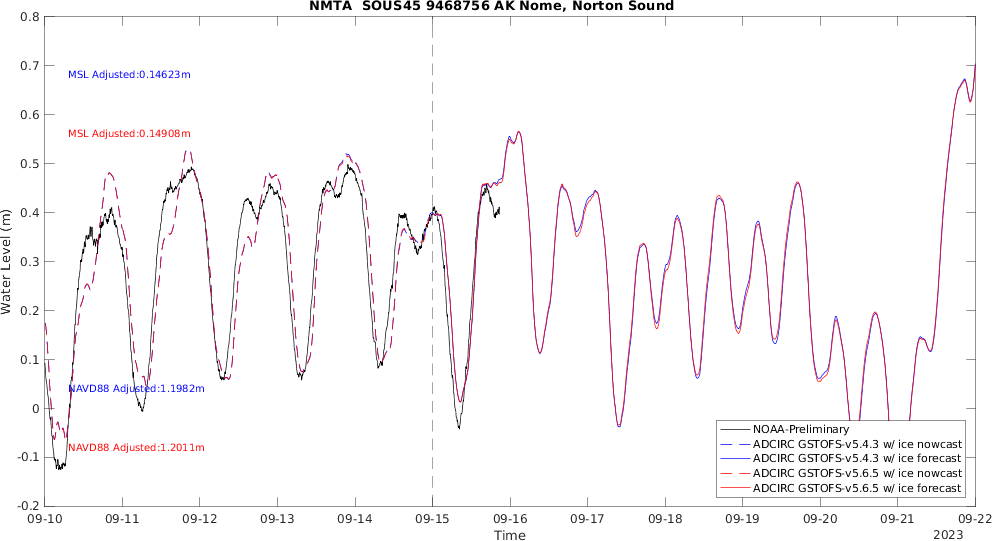 NMTA  SOUS45 9468756 AK Nome, Norton Sound
0.8
0.7
0.6
0.5
0.4
0.3
0.2
0.1
0
-0.1
-0.2
Water Level (m)
MSL Adjusted:0.14623m
MSL Adjusted:0.14908m
NAVD88 Adjusted:1.1982m
NAVD88 Adjusted:1.2011m
NOAA-Preliminary
ADCIRC GSTOFS-v5.4.3 w/ ice nowcast
ADCIRC GSTOFS-v5.4.3 w/ ice forecast
ADCIRC GSTOFS-v5.6.5 w/ ice nowcast
ADCIRC GSTOFS-v5.6.5 w/ ice forecast
09-10 09-11 09-12 09-13 09-14 09-15 09-16 09-17 09-18 09-19 09-20 09-21 09-22
Time
2023